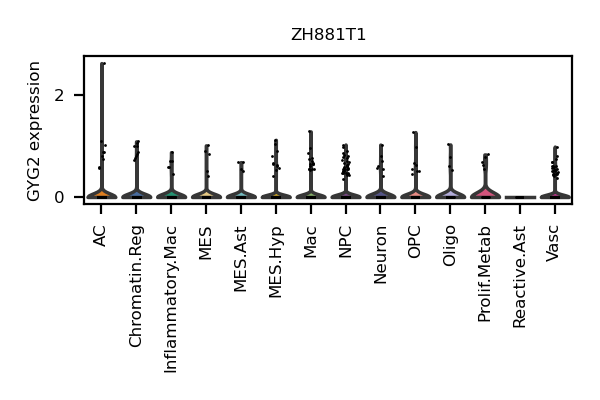 ZH881T1
GYG2 expression
2
0
AC
Chromatin.Reg
Inflammatory.Mac
MES
MES.Ast
MES.Hyp
Mac
NPC
Neuron
OPC
Oligo
Prolif.Metab
Reactive.Ast
Vasc